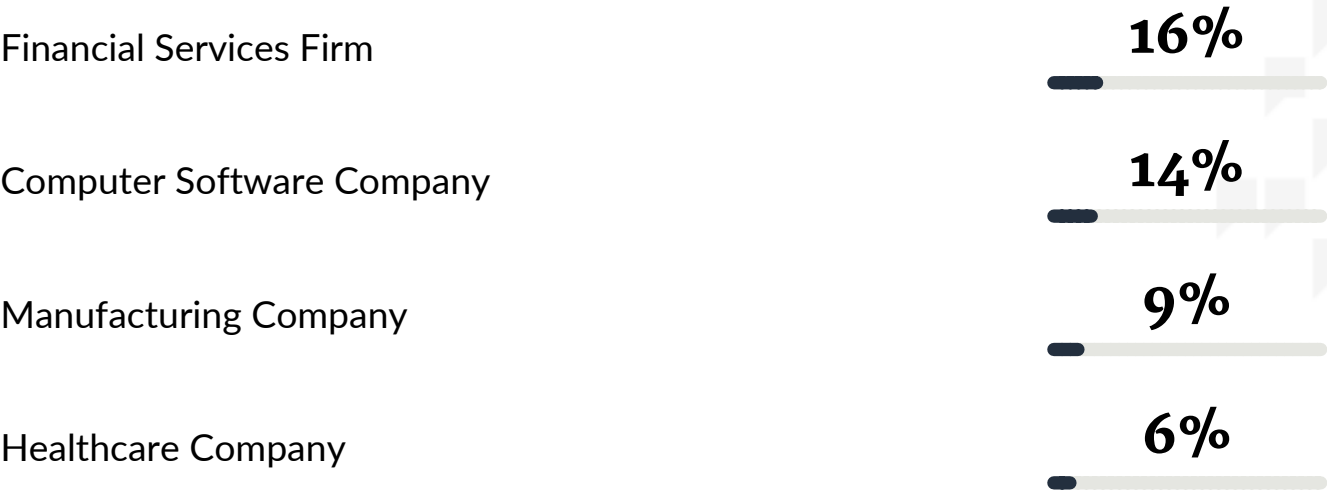 Financial Services Firm 16%
Computer Software Company 14%
Manufacturing Company 9%
Healthcare Company 6%